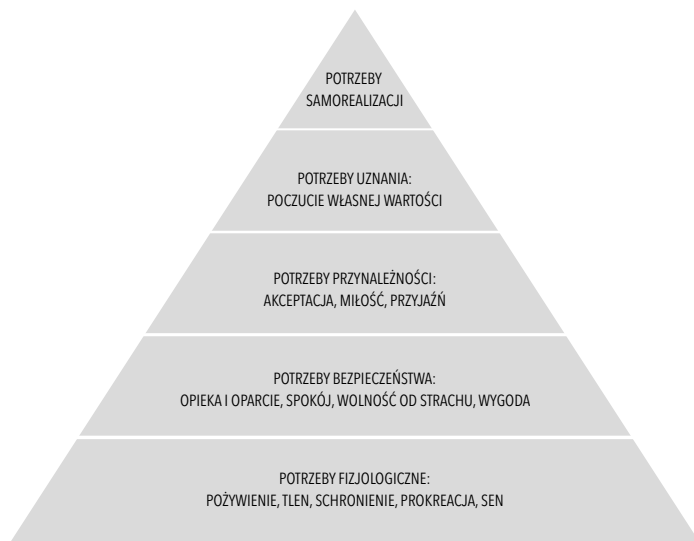 POTRZEBY
SAMOREALIZACJI
POTRZEBY UZNANIA:
POCZUCIE WŁASNEJ WARTOŚCI
POTRZEBY PRZYNALEŻNOŚCI:
AKCEPTACJA, MIŁOŚĆ, PRZYJAŹŃ
POTRZEBY BEZPIECZEŃSTWA:
OPIEKA I OPARCIE, SPOKÓJ, WOLNOŚĆ OD STRACHU, WYGODA
POTRZEBY FIZJOLOGICZNE:
POŻYWIENIE, TLEN, SCHRONIENIE, PROKREACJA, SEN